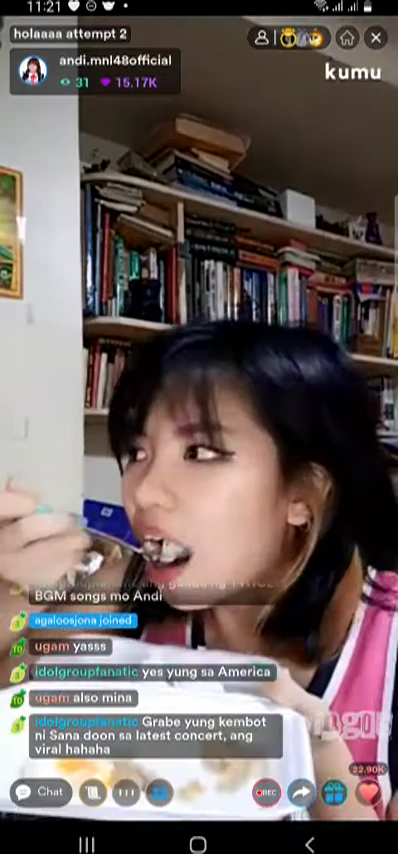 11:21
holaaaa attempt 2
andi.mnl48official
31 15.17K
kumu
BGM songs mo Andi
agaloosjona joined
ugam yasss
idolgroupfanatic yes yung sa America
ugam also mina
idolgroupfanatic Grabe yung kembot
ni Sana doon sa latest concert, ang
viral hahaha
22.90K
Chat
REC